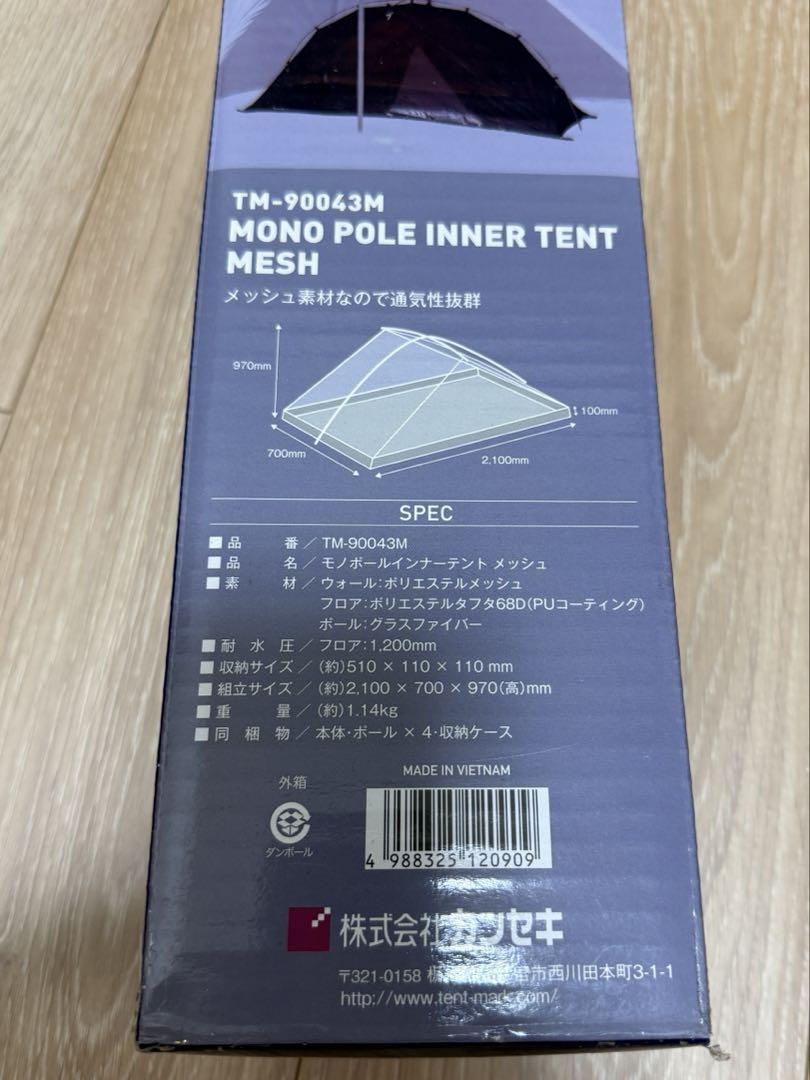 TM-90043M
MONO POLE INNER TENT
MESH
メッシュ素材なので通気性抜群
970mm
100mm
700mm
2,100mm
SPEC
■品　　　番／TM-90043M
■品　　　名／モノポールインナーテント メッシュ
■素　　　材／ウォール:ポリエステルメッシュ
フロア:ポリエステルタフタ68D(PUコーティング)
ポール:グラスファイバー
■耐　水　圧／フロア:1,200mm
■収納サイズ／(約)510 × 110 × 110 mm
■組立サイズ／(約)2,100 × 700 × 970(高)mm
■重　　　量／(約)1.14kg
■同　梱　物／本体・ポール × 4・収納ケース
MADE IN VIETNAM
外箱
ダンボール
4 988325 120909
株式会社カンセキ
〒321-0158 市西川田本町3-1-1
http://www.tent-mark.com/